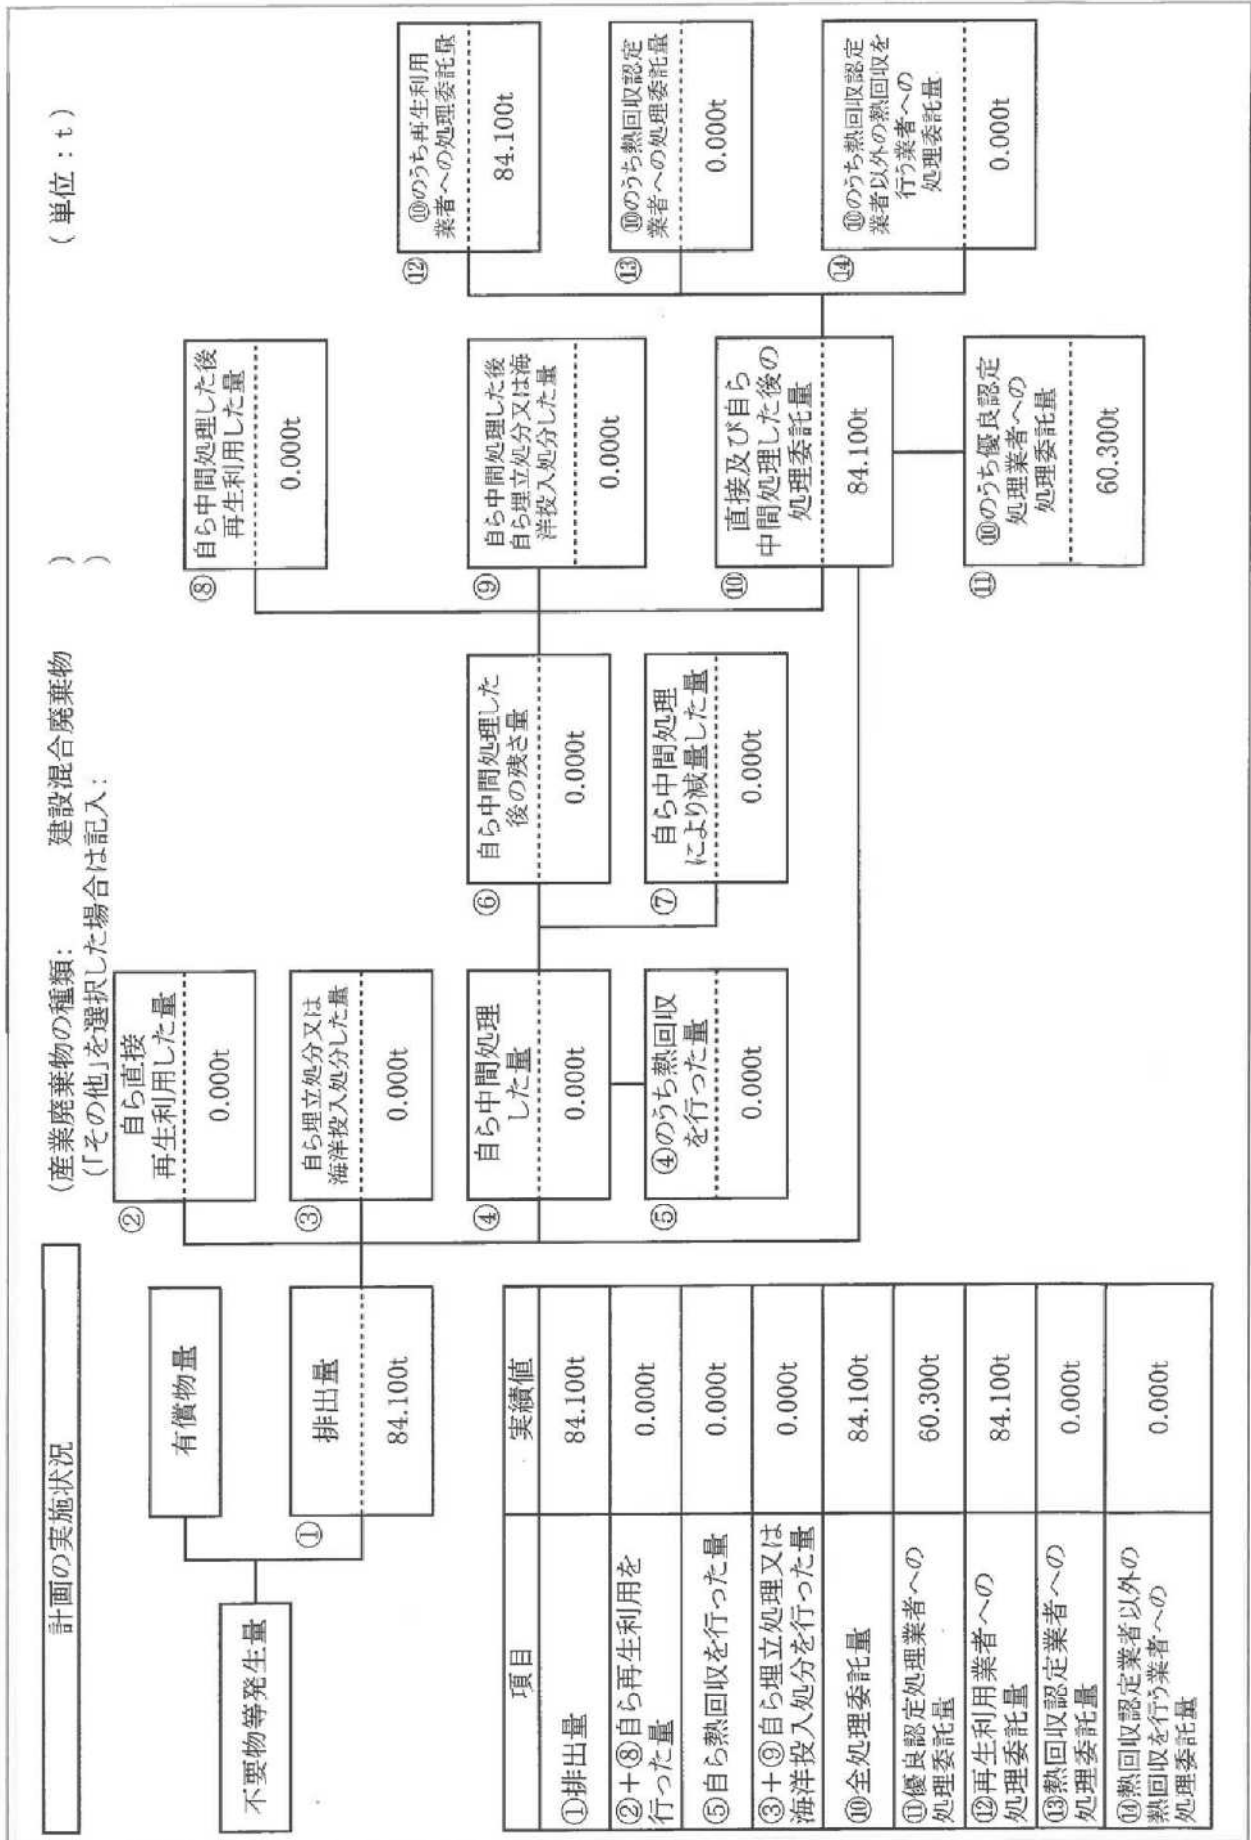 計画の実施状況
(産業廃棄物の種類: 建設混合廃棄物 )
(「その他」を選択した場合は記入: )
(単位:t)
不要物等発生量
有償物量
①
排出量
84.100t
②
自ら直接
再生利用した量
0.000t
③
自ら埋立処分又は
海洋投入処分した量
0.000t
④
自ら中間処理
した量
0.000t
⑤
④のうち熱回収
を行った量
0.000t
⑥
自ら中間処理した
後の残さ量
0.000t
⑦
自ら中間処理
により減量した量
0.000t
⑧
自ら中間処理した後
再生利用した量
0.000t
⑨
自ら中間処理した後
自ら埋立処分又は海
洋投入処分した量
0.000t
⑩
直接及び自ら
中間処理した後の
処理委託量
84.100t
⑪
⑩のうち優良認定
処理業者への
処理委託量
60.300t
⑫
⑩のうち再生利用
業者への処理委託量
84.100t
⑬
⑩のうち熱回収認定
業者への処理委託量
0.000t
⑭
⑩のうち熱回収認定
業者以外の熱回収を
行う業者への
処理委託量
0.000t
項目 実績値
①排出量 84.100t
②+⑧自ら再生利用を
行った量 0.000t
⑤自ら熱回収を行った量 0.000t
③+⑨自ら埋立処理又は
海洋投入処分を行った量 0.000t
⑩全処理委託量 84.100t
⑪優良認定処理業者への
処理委託量 60.300t
⑫再生利用業者への
処理委託量 84.100t
⑬熱回収認定業者への
処理委託量 0.000t
⑭熱回収認定業者以外の
熱回収を行う業者への
処理委託量 0.000t